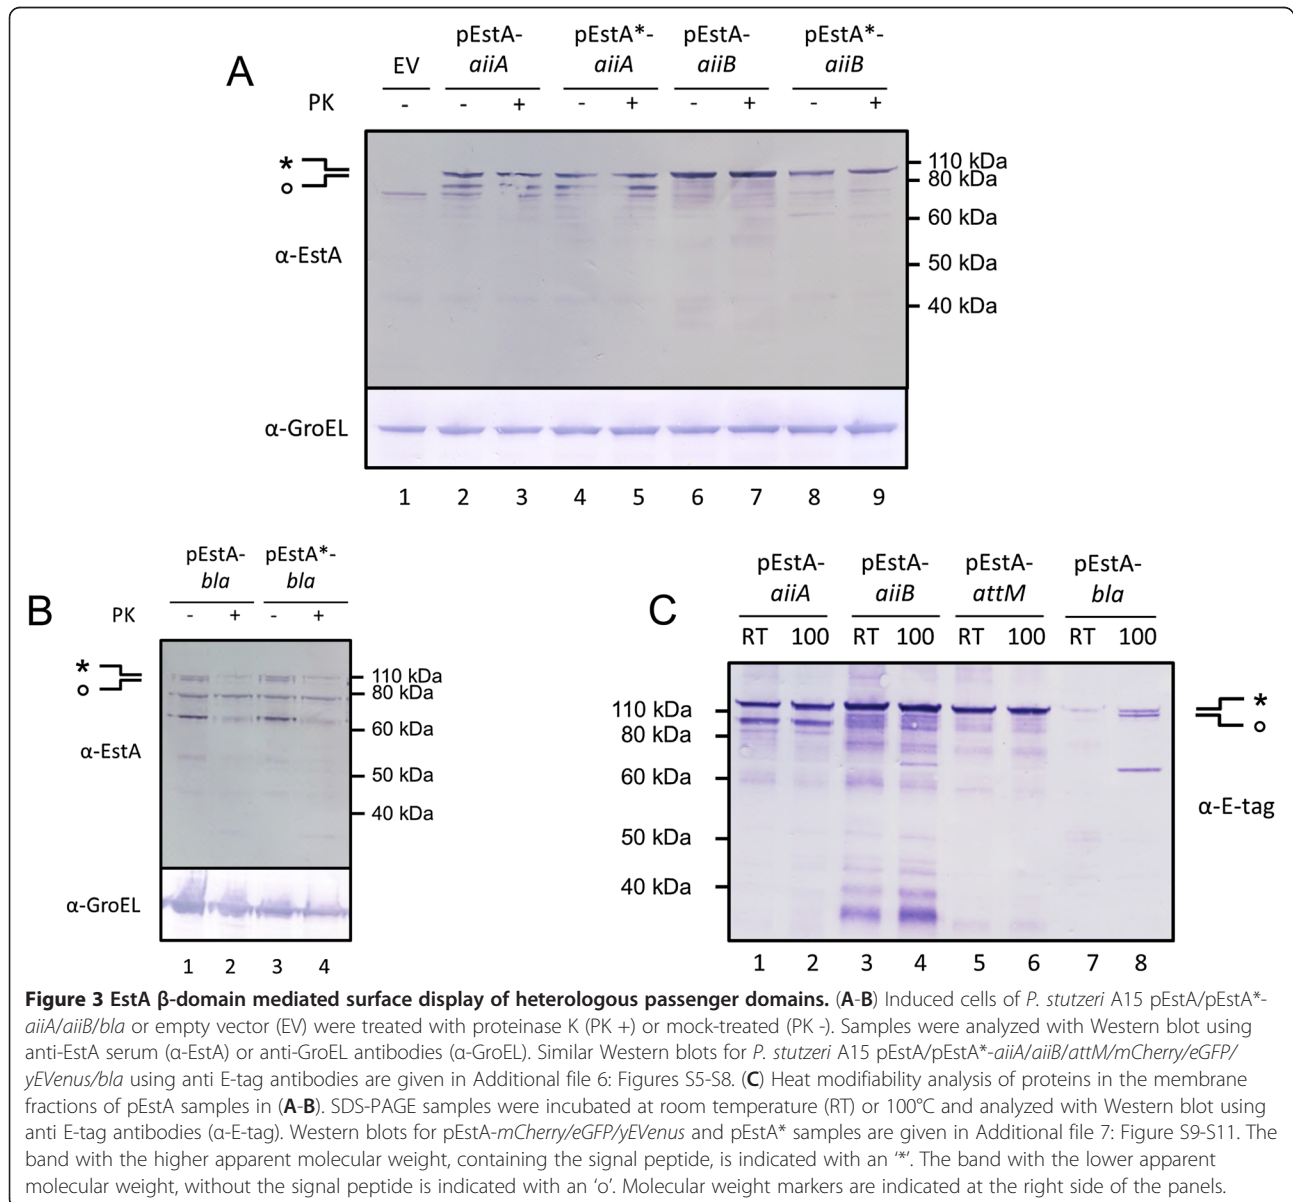 A
EV
pEstA-
aiiA
pEstA*-
aiiA
pEstA-
aiiB
pEstA*-
aiiB
PK - - + - + - + - +
*
o
α-EstA
110 kDa
80 kDa
60 kDa
50 kDa
40 kDa
α-GroEL
1 2 3 4 5 6 7 8 9
B
pEstA-
bla
pEstA*-
bla
PK - + - +
*
o
α-EstA
110 kDa
80 kDa
60 kDa
50 kDa
40 kDa
α-GroEL
1 2 3 4
C
pEstA-
aiiA
pEstA-
aiiB
pEstA-
attM
pEstA-
bla
RT 100 RT 100 RT 100 RT 100
110 kDa
80 kDa
60 kDa
50 kDa
40 kDa
*
o
α-E-tag
1 2 3 4 5 6 7 8
Figure 3 EstA β-domain mediated surface display of heterologous passenger domains. (A-B) Induced cells of P. stutzeri A15 pEstA/pEstA*-
aiiA/aiiB/bla or empty vector (EV) were treated with proteinase K (PK +) or mock-treated (PK -). Samples were analyzed with Western blot using
anti-EstA serum (α-EstA) or anti-GroEL antibodies (α-GroEL). Similar Western blots for P. stutzeri A15 pEstA/pEstA*-aiiA/aiiB/attM/mCherry/eGFP/
yEVenus/bla using anti E-tag antibodies are given in Additional file 6: Figures S5-S8. (C) Heat modifiability analysis of proteins in the membrane
fractions of pEstA samples in (A-B). SDS-PAGE samples were incubated at room temperature (RT) or 100°C and analyzed with Western blot using
anti E-tag antibodies (α-E-tag). Western blots for pEstA-mCherry/eGFP/yEVenus and pEstA* samples are given in Additional file 7: Figure S9-S11. The
band with the higher apparent molecular weight, containing the signal peptide, is indicated with an ‘*’. The band with the lower apparent
molecular weight, without the signal peptide is indicated with an ‘o’. Molecular weight markers are indicated at the right side of the panels.